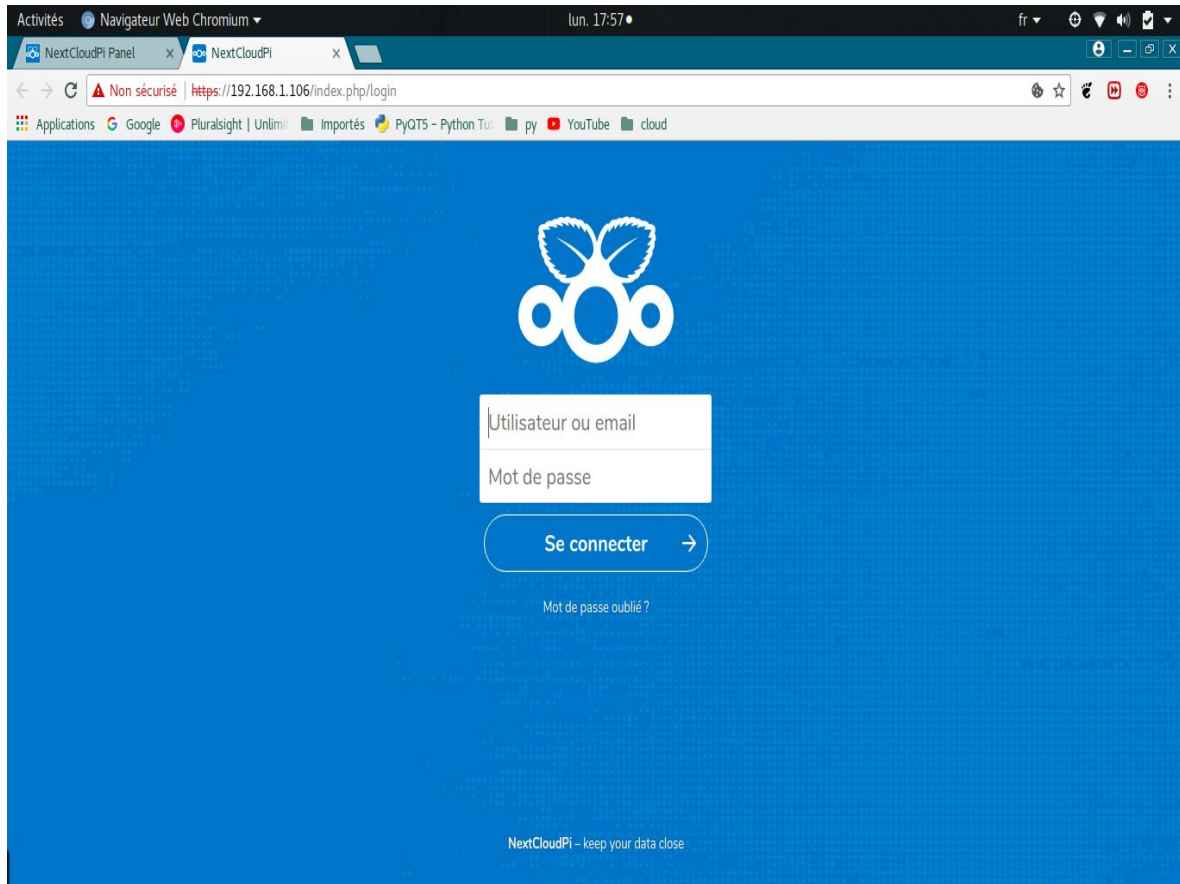 Activités Navigateur Web Chromium lun. 17:57 fr
NextCloudPi Panel x NextCloudPi x
Non sécurisé | https://192.168.1.106/index.php/login
Applications Google Pluralsight | Unlimi Importés PyQT5 - Python Tu py YouTube cloud
Utilisateur ou email
Mot de passe
Se connecter
Mot de passe oublié ?
NextCloudPi – keep your data close